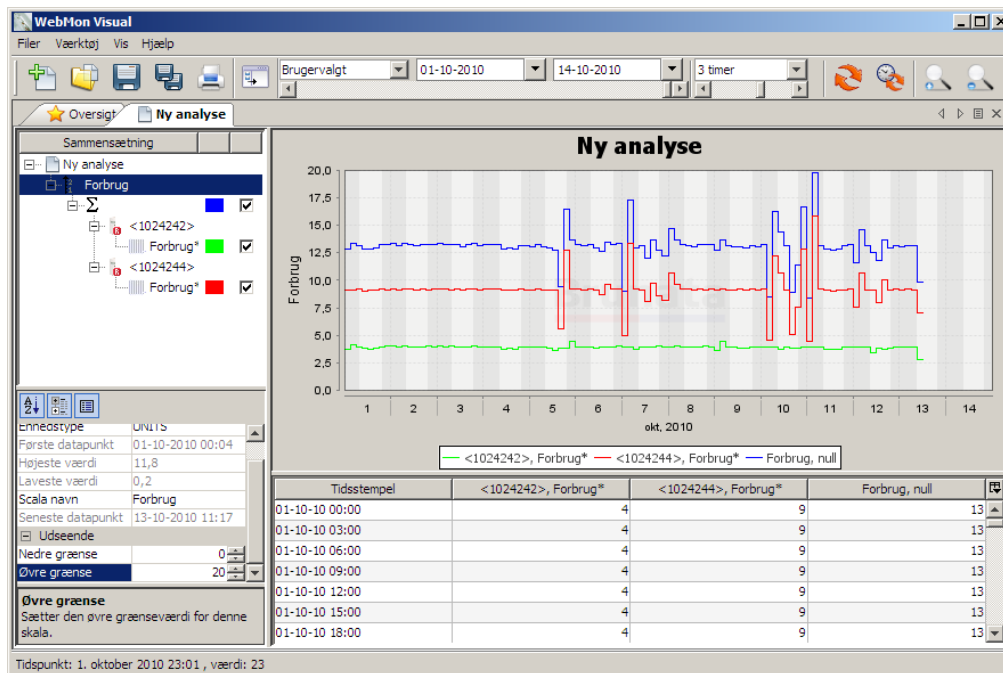 WebMon Visual
Filer Værktøj Vis Hjælp
Brugervalgt 01-10-2010 14-10-2010 3 timer
Oversigt Ny analyse
Sammensætning
Ny analyse
Forbrug
Σ
<1024242>
Forbrug*
<1024244>
Forbrug*
Enhedstype UNITS
Første datapunkt 01-10-2010 00:04
Højeste værdi 11,8
Laveste værdi 0,2
Scala navn Forbrug
Seneste datapunkt 13-10-2010 11:17
Udseende
Nedre grænse 0
Øvre grænse 20
Øvre grænse
Sætter den øvre grænseværdi for denne
skala.
Ny analyse
Forbrug
20,0
17,5
15,0
12,5
10,0
7,5
5,0
2,5
0,0
1 2 3 4 5 6 7 8 9 10 11 12 13 14
okt, 2010
<1024242>, Forbrug* <1024244>, Forbrug* Forbrug, null
Tidsstempel <1024242>, Forbrug* <1024244>, Forbrug* Forbrug, null
01-10-10 00:00 4 9 13
01-10-10 03:00 4 9 13
01-10-10 06:00 4 9 13
01-10-10 09:00 4 9 13
01-10-10 12:00 4 9 13
01-10-10 15:00 4 9 13
01-10-10 18:00 4 9 13
Tidspunkt: 1. oktober 2010 23:01 , værdi: 23